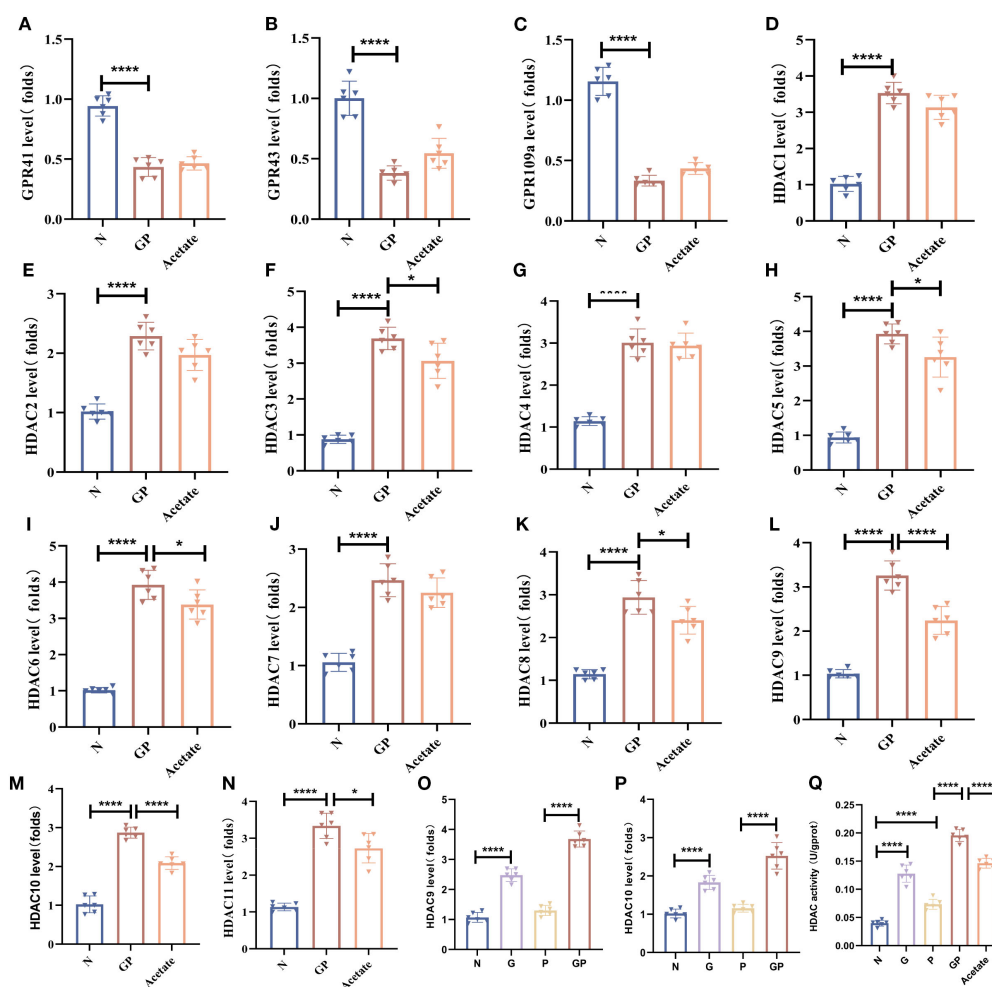 A
GPR41 level( folds)
1.5
1.0
0.5
0.0
****
N
GP
Acetate
B
GPR43 level( folds)
1.5
1.0
0.5
0.0
****
N
GP
Acetate
C
GPR109a level( folds)
1.5
1.0
0.5
0.0
****
N
GP
Acetate
D
HDAC1 level( folds)
5
4
3
2
1
0
****
N
GP
Acetate
E
HDAC2 level( folds)
3
2
1
0
****
N
GP
Acetate
F
HDAC3 level( folds)
5
4
3
2
1
0
****
*
N
GP
Acetate
G
HDAC4 level( folds)
5
4
3
2
1
0
****
N
GP
Acetate
H
HDAC5 level( folds)
5
4
3
2
1
0
****
*
N
GP
Acetate
I
HDAC6 level( folds)
5
4
3
2
1
0
****
*
N
GP
Acetate
J
HDAC7 level( folds)
3
2
1
0
****
N
GP
Acetate
K
HDAC8 level( folds)
4
3
2
1
0
****
*
N
GP
Acetate
L
HDAC9 level( folds)
4
3
2
1
0
****
****
N
GP
Acetate
M
HDAC10 level(folds)
4
3
2
1
0
****
****
N
GP
Acetate
N
HDAC11 level( folds)
5
4
3
2
1
0
****
*
N
GP
Acetate
O
HDAC9 level( folds)
5
4
3
2
1
0
****
****
N
G
P
GP
P
HDAC10 level( folds)
4
3
2
1
0
****
****
N
G
P
GP
Q
HDAC activity (U/gprot)
0.25
0.20
0.15
0.10
0.05
0.00
****
****
****
****
N
G
P
GP
Acetate